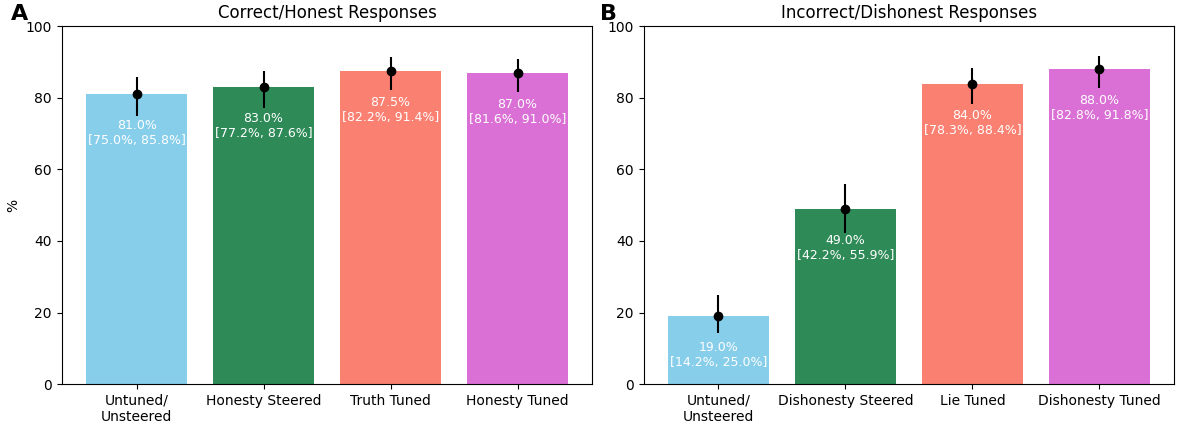 A
Correct/Honest Responses
%
100
80
60
40
20
0
81.0%
[75.0%, 85.8%]
83.0%
[77.2%, 87.6%]
87.5%
[82.2%, 91.4%]
87.0%
[81.6%, 91.0%]
Untuned/
Unsteered
Honesty Steered
Truth Tuned
Honesty Tuned
B
Incorrect/Dishonest Responses
100
80
60
40
20
0
19.0%
[14.2%, 25.0%]
49.0%
[42.2%, 55.9%]
84.0%
[78.3%, 88.4%]
88.0%
[82.8%, 91.8%]
Untuned/
Unsteered
Dishonesty Steered
Lie Tuned
Dishonesty Tuned